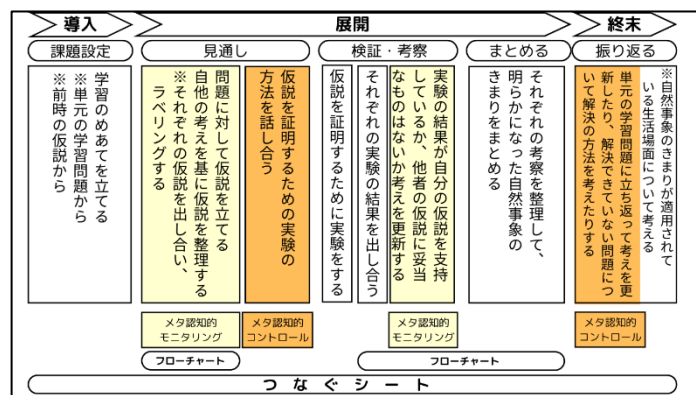 導入
展開
終末
課題設定
見通し
検証・考察
まとめる
振り返る
学習のめあてを立てる
※単元の学習問題から
※前時の仮説から
問題に対して仮説を立てる
自他の考えを基に仮説を整理する
※それぞれの仮説を出し合い、
ラベリングする
仮説を証明するための実験の
方法を話し合う
仮説を証明するために実験をする
それぞれの実験の結果を出し合う
実験の結果が自分の仮説を支持
しているか、他者の仮説に妥当
なものはないか考えを更新する
それぞれの考察を整理して、
明らかになった自然事象の
きまりをまとめる
※自然事象のきまりが適用されて
いる生活場面について考える
単元の学習問題に立ち返って考えを更
新したり、解決できていない問題につ
いて解決の方法を考えたりする
メタ認知的
モニタリング
メタ認知的
コントロール
メタ認知的
モニタリング
メタ認知的
コントロール
フローチャート
フローチャート
つなぐシート